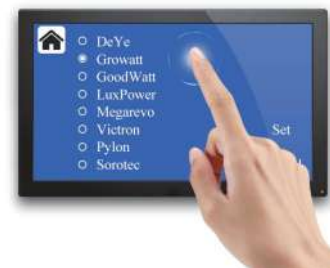 DeYe
Growatt
GoodWatt
LuxPower
Megarevo
Victron
Set
Pylon
Sorotec